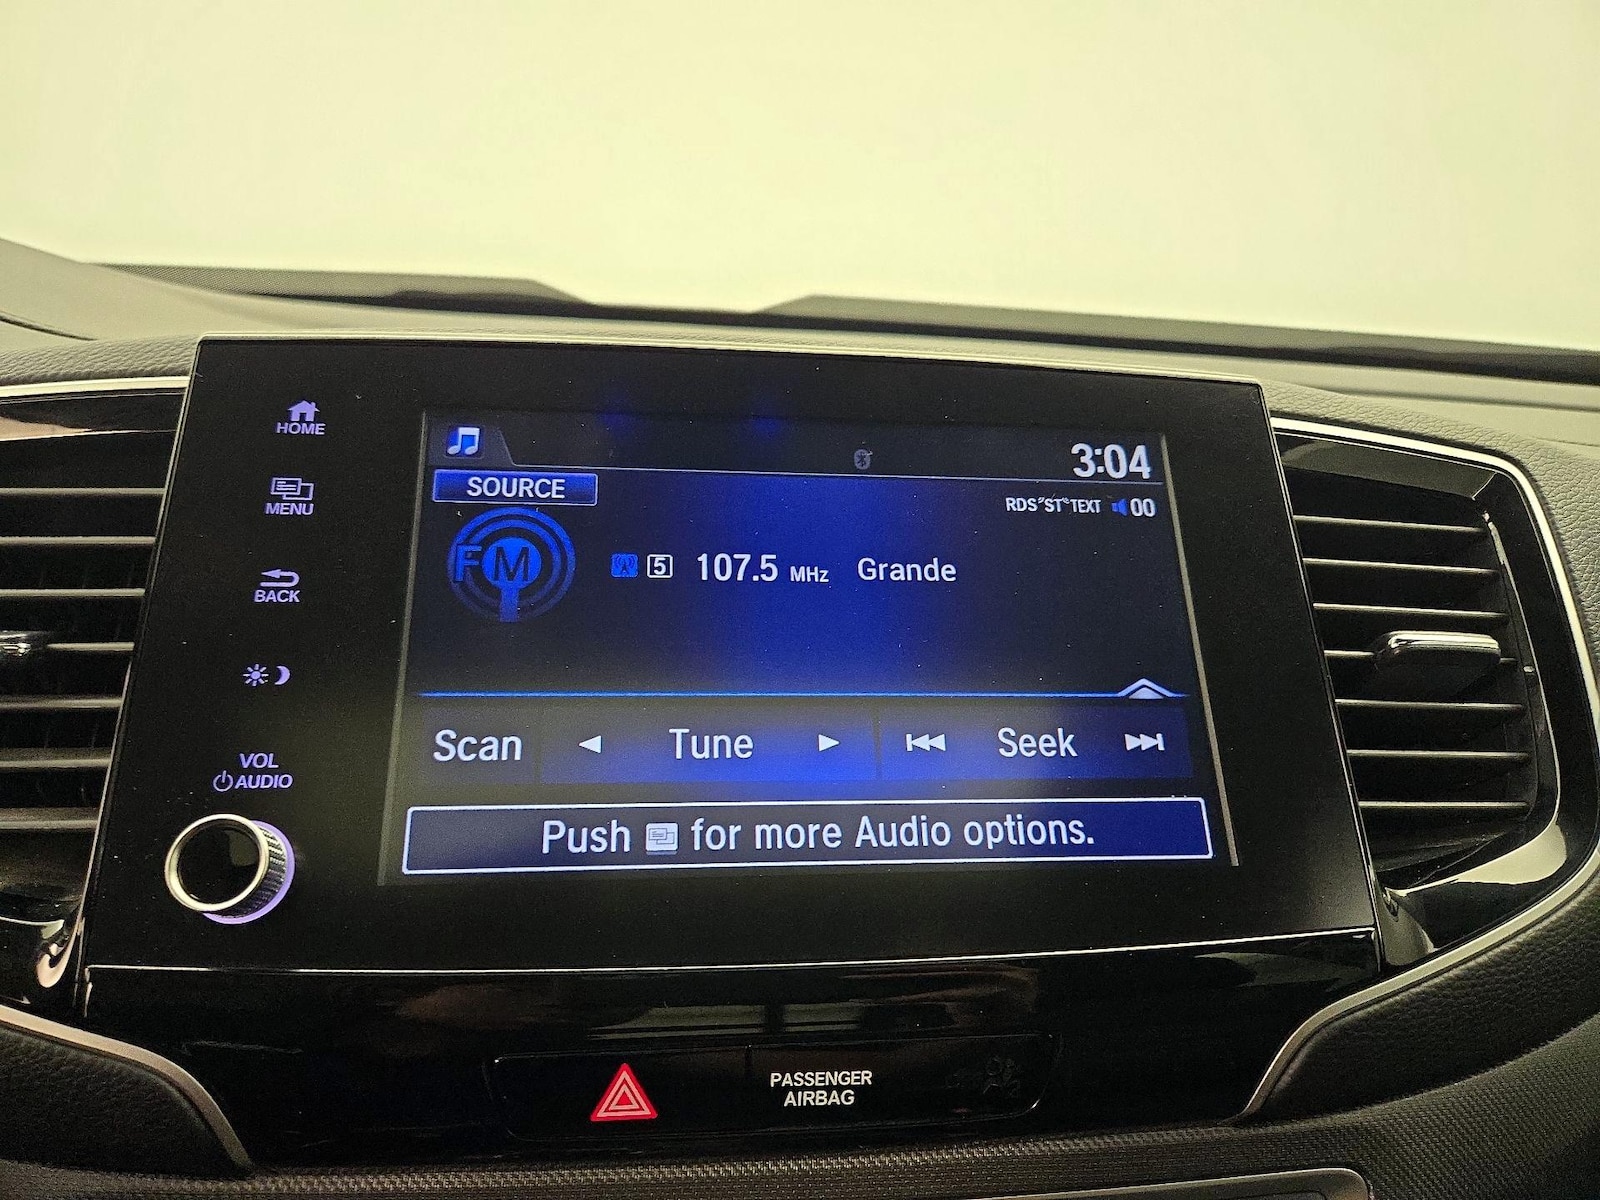 HOME
MENU
BACK
VOL
AUDIO
3:04
SOURCE
RDS ST TEXT 00
FM
5 107.5 MHz Grande
Scan Tune Seek
Push for more Audio options.
PASSENGER
AIRBAG